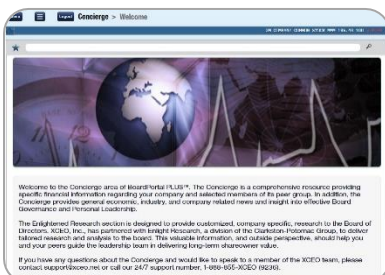 Logout Concierge > Welcome
Welcome to the Concierge area of BoardPortal PLUS™. The Concierge is a comprehensive resource providing
specific financial information regarding your company and selected members of its peer group. In addition, the
Concierge provides general economic, industry, and company related news and insight into effective Board
Governance and Personal Leadership.
The Enlightened Research section is designed to provide customized, company specific, research to the Board of
Directors. XCEO, Inc., has partnered with Enlight Research, a division of Clarkston-Potomac Group, to deliver
tailored research and analysis to the board. This valuable information, and outside perspective, should help you
and your peers guide the leadership team in delivering long-term shareowner value.
If you have any questions about the Concierge and would like to speak to a member of the XCEO team, please
contact support@xceo.net or call our 24/7 support number, 1-888-855-XCEO (9236).